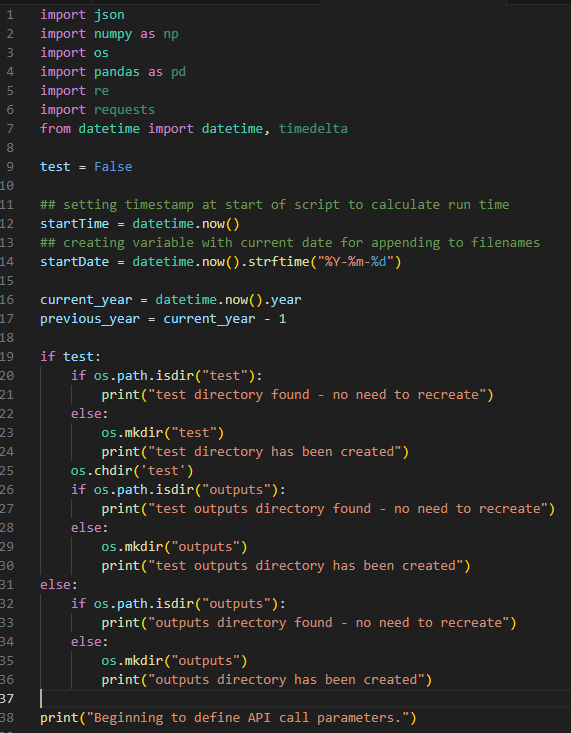 1 import json
2 import numpy as np
3 import os
4 import pandas as pd
5 import re
6 import requests
7 from datetime import datetime, timedelta
8
9 test = False
10
11 ## setting timestamp at start of script to calculate run time
12 startTime = datetime.now()
13 ## creating variable with current date for appending to filenames
14 startDate = datetime.now().strftime("%Y-%m-%d")
15
16 current_year = datetime.now().year
17 previous_year = current_year - 1
18
19 if test:
20     if os.path.isdir("test"):
21         print("test directory found - no need to recreate")
22     else:
23         os.mkdir("test")
24         print("test directory has been created")
25     os.chdir('test')
26     if os.path.isdir("outputs"):
27         print("test outputs directory found - no need to recreate")
28     else:
29         os.mkdir("outputs")
30         print("test outputs directory has been created")
31 else:
32     if os.path.isdir("outputs"):
33         print("outputs directory found - no need to recreate")
34     else:
35         os.mkdir("outputs")
36         print("outputs directory has been created")
37
38 print("Beginning to define API call parameters.")